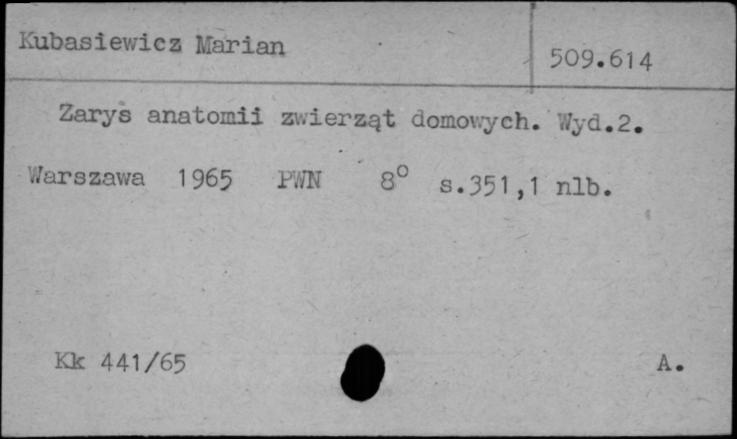 Kubasiewicz Marian
509.614
Zarys anatomii zwierząt domowych. Wyd.2.
Warszawa 1965 PWN 8° s.351,1 nlb.
Kk 441/65 A.